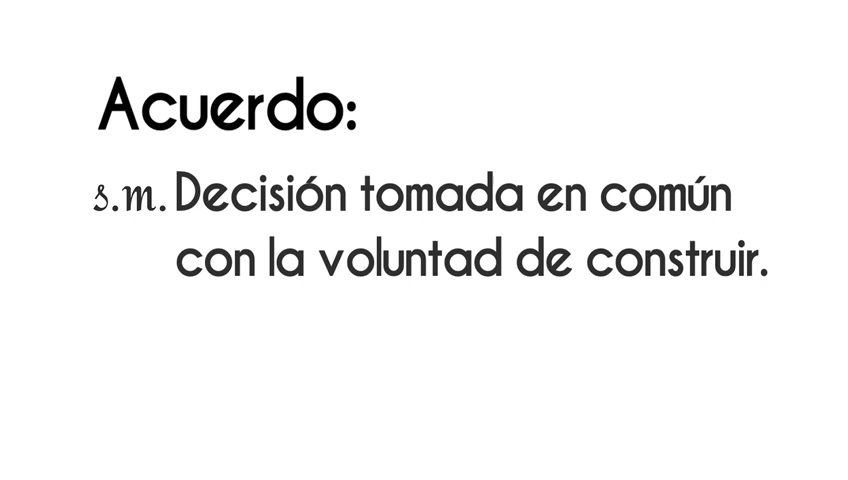 Acuerdo:
s.m. Decisión tomada en común
con la voluntad de construir.